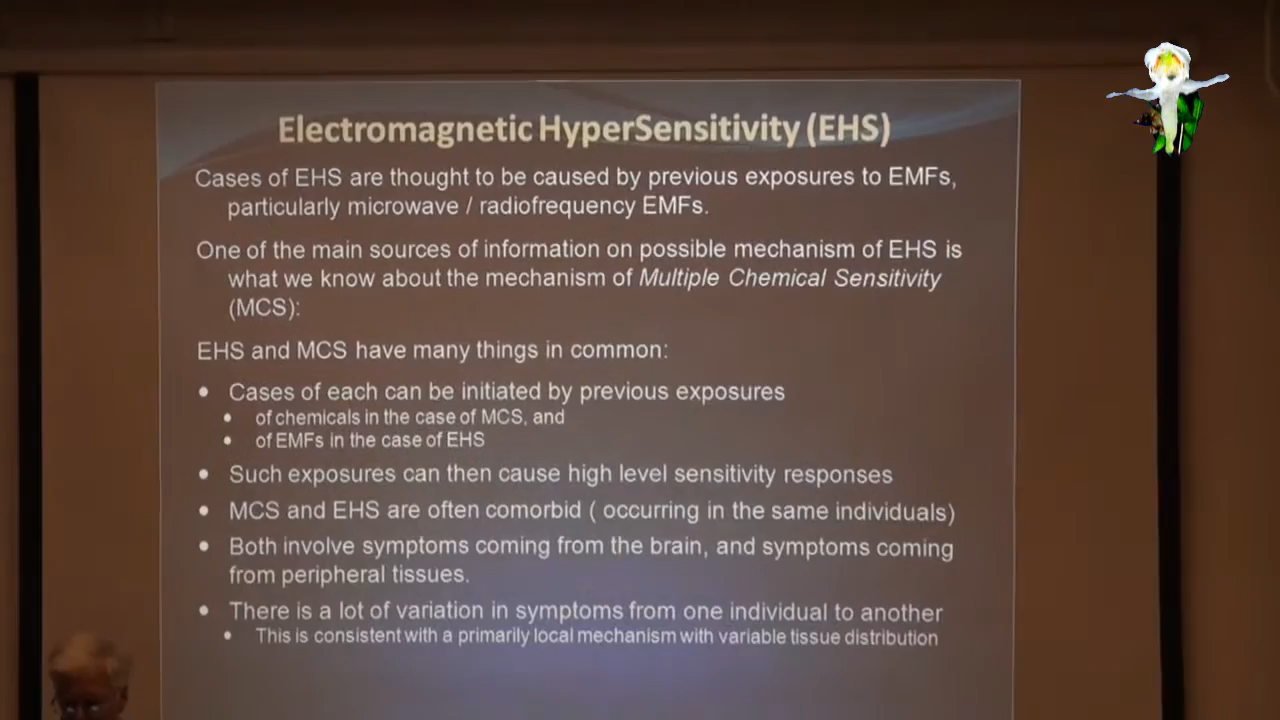 Electromagnetic HyperSensitivity (EHS)
Cases of EHS are thought to be caused by previous exposures to EMFs,
particularly microwave / radiofrequency EMFs.
One of the main sources of information on possible mechanism of EHS is
what we know about the mechanism of Multiple Chemical Sensitivity
(MCS):
EHS and MCS have many things in common:
• Cases of each can be initiated by previous exposures
• of chemicals in the case of MCS, and
• of EMFs in the case of EHS
• Such exposures can then cause high level sensitivity responses
• MCS and EHS are often comorbid ( occurring in the same individuals)
• Both involve symptoms coming from the brain, and symptoms coming
from peripheral tissues.
• There is a lot of variation in symptoms from one individual to another
• This is consistent with a primarily local mechanism with variable tissue distribution